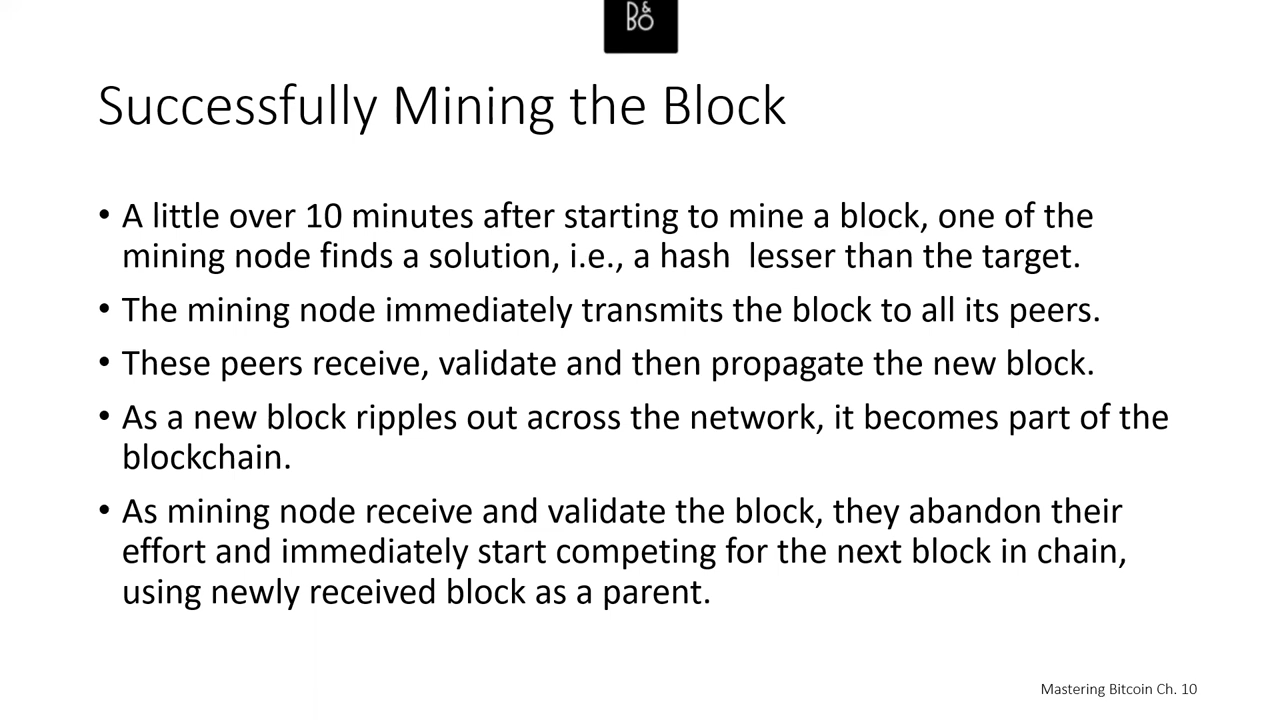 B&O
Successfully Mining the Block
• A little over 10 minutes after starting to mine a block, one of the
mining node finds a solution, i.e., a hash  lesser than the target.
• The mining node immediately transmits the block to all its peers.
• These peers receive, validate and then propagate the new block.
• As a new block ripples out across the network, it becomes part of the
blockchain.
• As mining node receive and validate the block, they abandon their
effort and immediately start competing for the next block in chain,
using newly received block as a parent.
Mastering Bitcoin Ch. 10